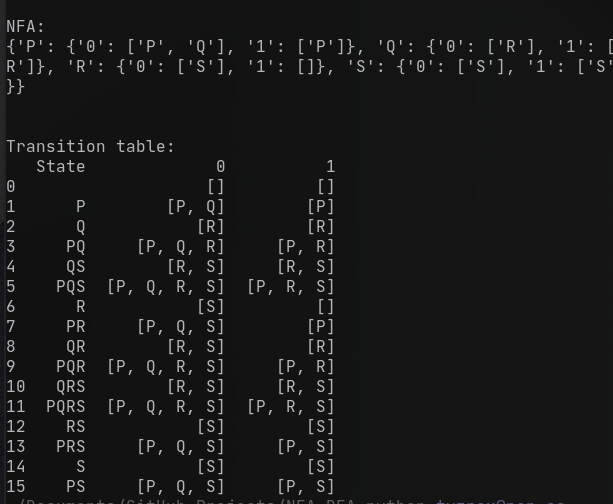 NFA:
{'P': {'0': ['P', 'Q'], '1': ['P']}, 'Q': {'0': ['R'], '1': [
R']}, 'R': {'0': ['S'], '1': []}, 'S': {'0': ['S'], '1': ['S'
}}
Transition table:
State 0 1
0 [] []
1 P [P, Q] [P]
2 Q [R] [R]
3 PQ [P, Q, R] [P, R]
4 QS [R, S] [R, S]
5 PQS [P, Q, R, S] [P, R, S]
6 R [S] []
7 PR [P, Q, S] [P]
8 QR [R, S] [R]
9 PQR [P, Q, R, S] [P, R]
10 QRS [R, S] [R, S]
11 PQRS [P, Q, R, S] [P, R, S]
12 RS [S] [S]
13 PRS [P, Q, S] [P, S]
14 S [S] [S]
15 PS [P, Q, S] [P, S]